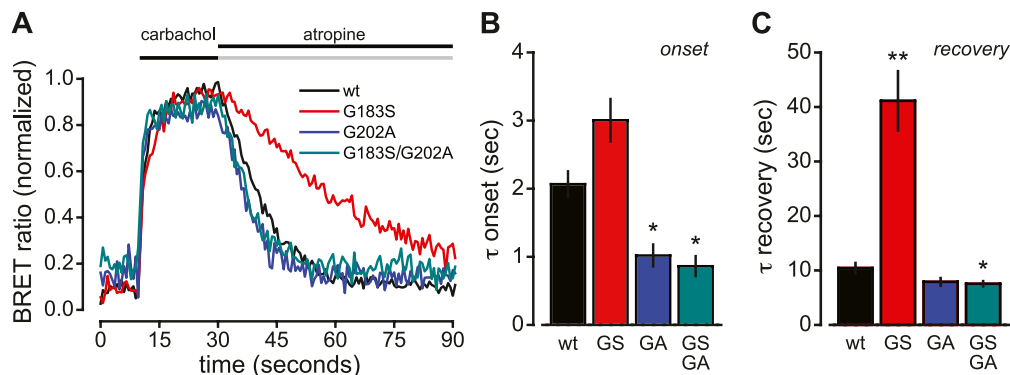 A
carbachol
atropine
BRET ratio (normalized)
1.0
0.8
0.6
0.4
0.2
0.0
wt
G183S
G202A
G183S/G202A
0
15
30
45
60
75
90
time (seconds)
B
onset
τ onset (sec)
4
3
2
1
0
*
*
wt
GS
GA
GS
GA
C
recovery
τ recovery (sec)
50
40
30
20
10
0
**
*
wt
GS
GA
GS
GA